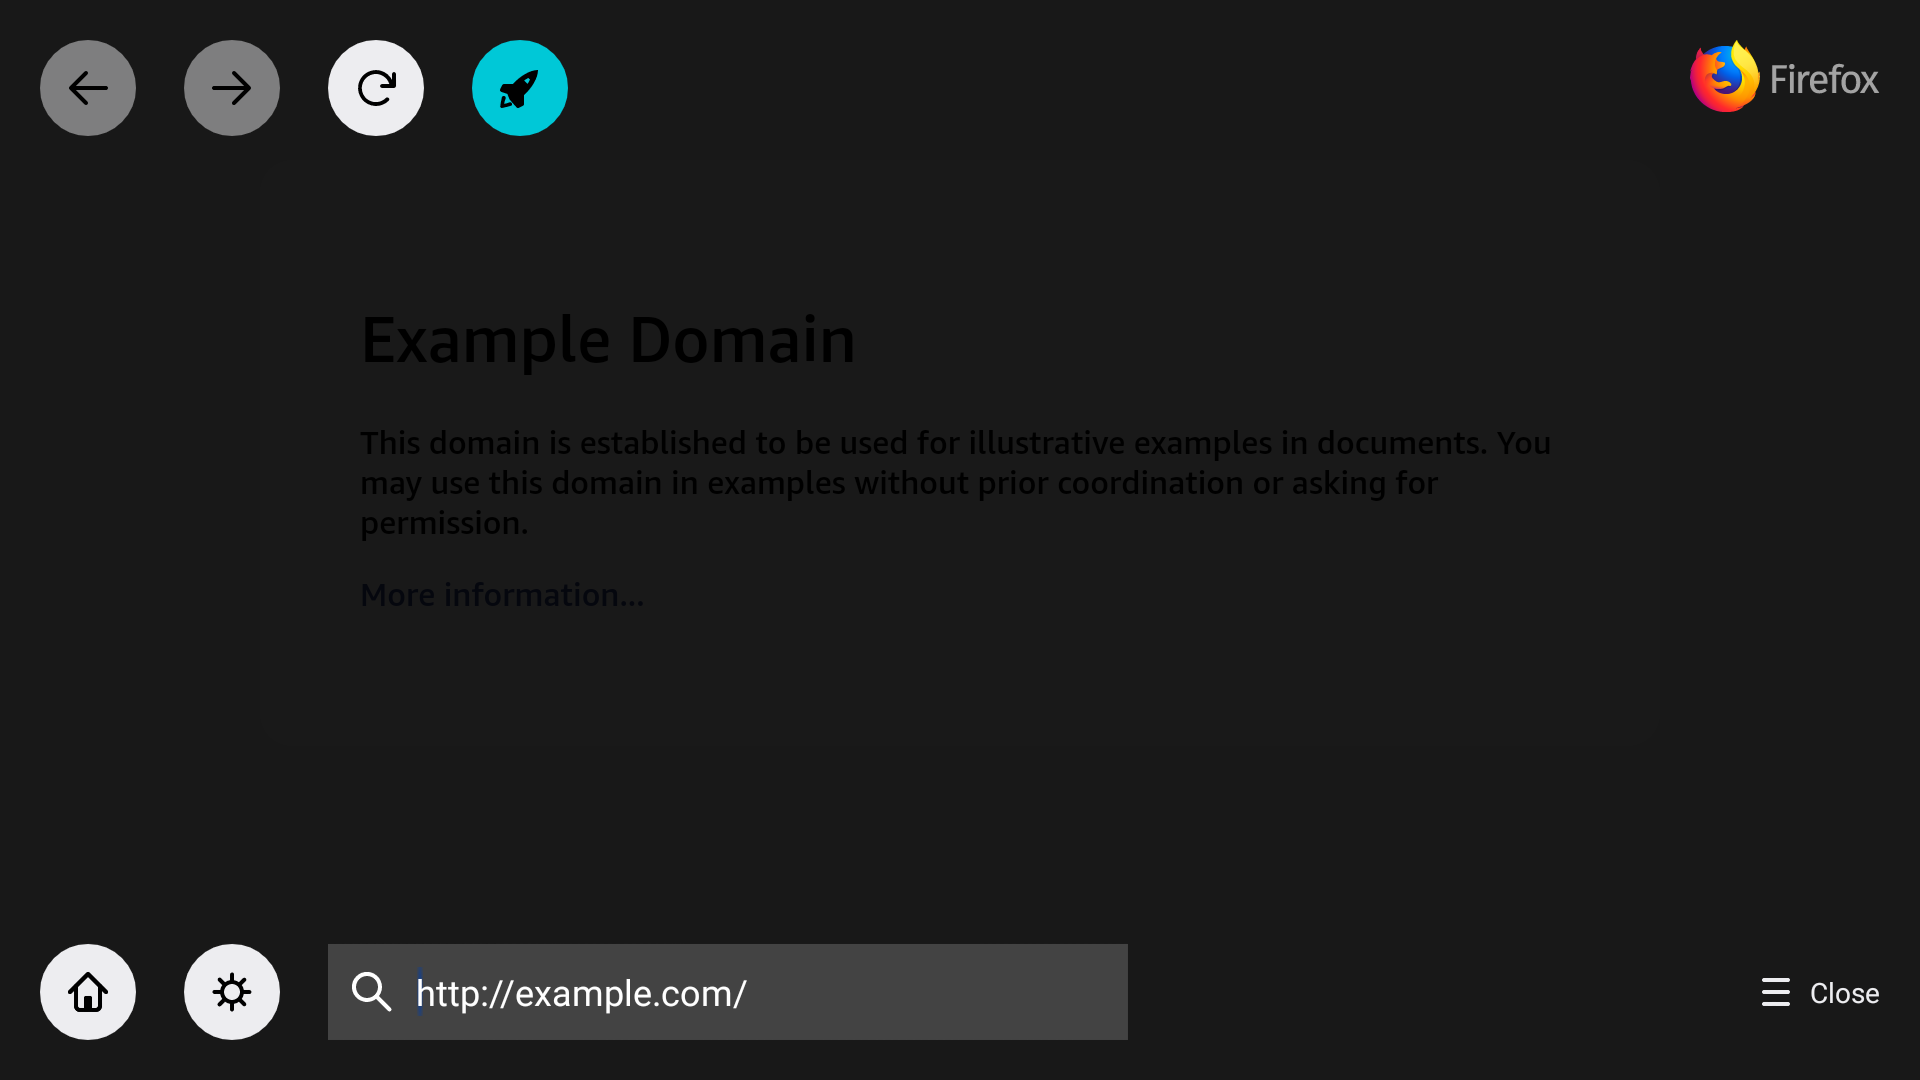 Firefox
Example Domain
This domain is established to be used for illustrative examples in documents. You
may use this domain in examples without prior coordination or asking for
permission.
More information...
http://example.com/
Close